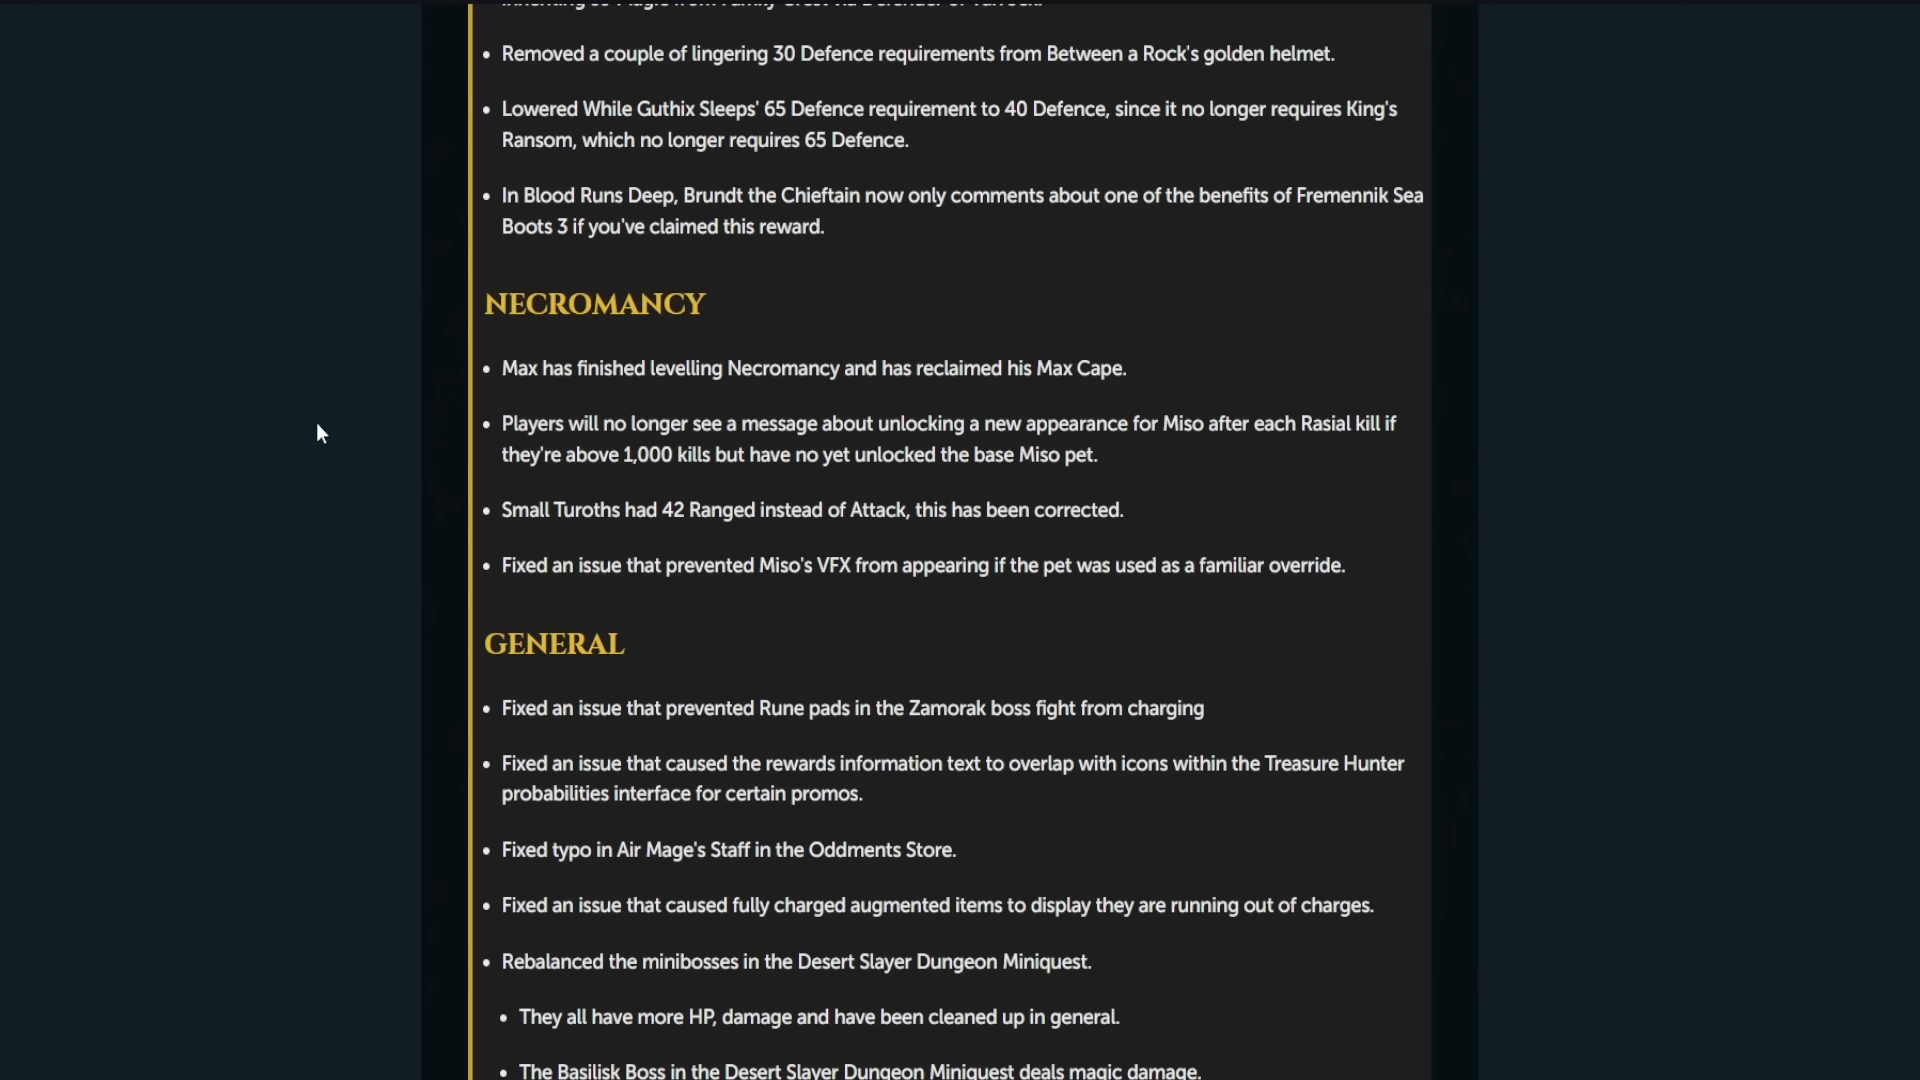 Removed a couple of lingering 30 Defence requirements from Between a Rock's golden helmet.
Lowered While Guthix Sleeps' 65 Defence requirement to 40 Defence, since it no longer requires King's
Ransom, which no longer requires 65 Defence.
In Blood Runs Deep, Brundt the Chieftain now only comments about one of the benefits of Fremennik Sea
Boots 3 if you've claimed this reward.
NECROMANCY
Max has finished levelling Necromancy and has reclaimed his Max Cape.
Players will no longer see a message about unlocking a new appearance for Miso after each Rasial kill if
they're above 1,000 kills but have no yet unlocked the base Miso pet.
Small Turoths had 42 Ranged instead of Attack, this has been corrected.
Fixed an issue that prevented Miso's VFX from appearing if the pet was used as a familiar override.
GENERAL
Fixed an issue that prevented Rune pads in the Zamorak boss fight from charging
Fixed an issue that caused the rewards information text to overlap with icons within the Treasure Hunter
probabilities interface for certain promos.
Fixed typo in Air Mage's Staff in the Oddments Store.
Fixed an issue that caused fully charged augmented items to display they are running out of charges.
Rebalanced the minibosses in the Desert Slayer Dungeon Miniquest.
They all have more HP, damage and have been cleaned up in general.
The Basilisk Boss in the Desert Slayer Dungeon Miniquest deals magic damage.